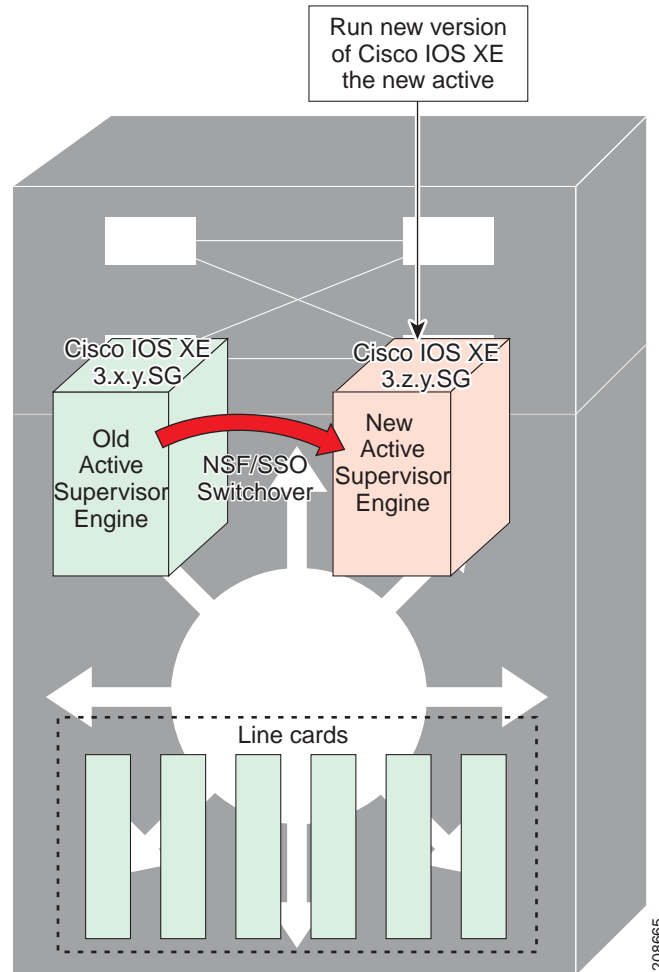 Run new version
of Cisco IOS XE
the new active
Cisco IOS XE
3.x.y.SG
Cisco IOS XE
3.z.y.SG
Old
Active
Supervisor
Engine
NSF/SSO
Switchover
New
Active
Supervisor
Engine
Line cards
208665